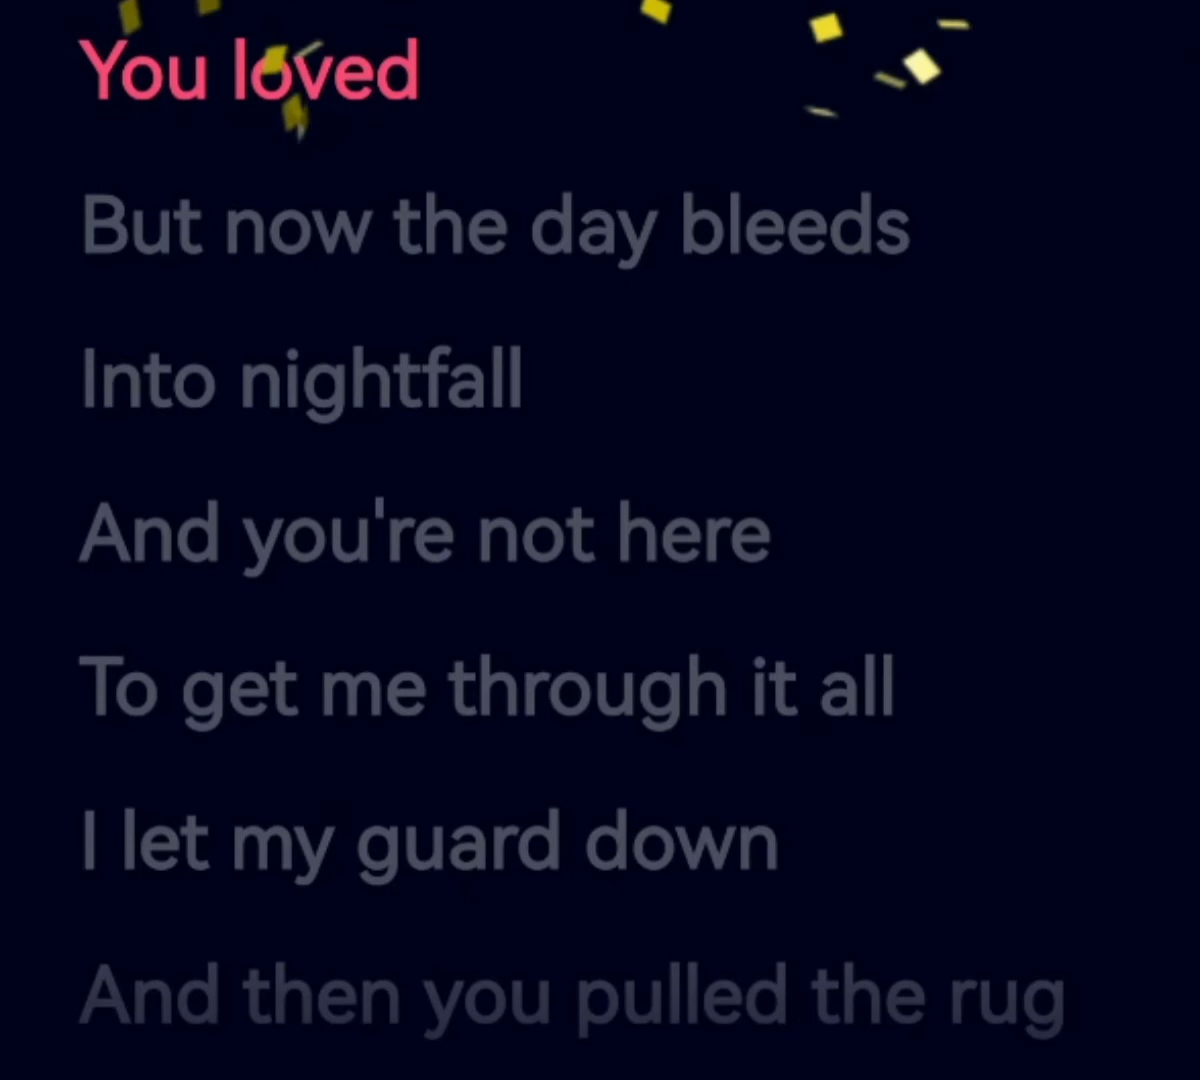 You loved
But now the day bleeds
Into nightfall
And you're not here
To get me through it all
I let my guard down
And then you pulled the rug